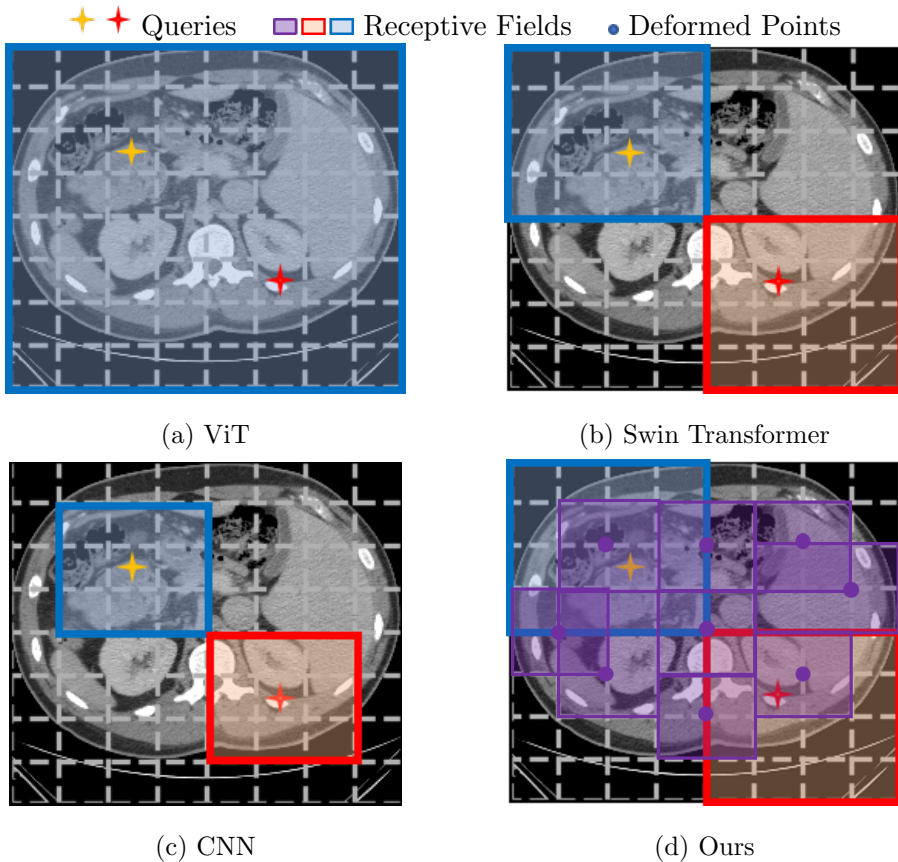 Queries Receptive Fields Deformed Points
(a) ViT
(b) Swin Transformer
(c) CNN
(d) Ours